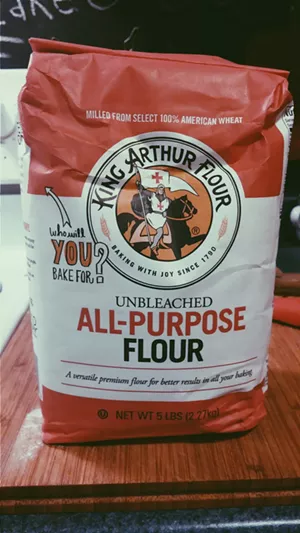 MILLED FROM SELECT 100% AMERICAN WHEAT
KING ARTHUR FLOUR
BAKING WITH JOY SINCE 1790
®
who will
YOU?
BAKE FOR?
UNBLEACHED
ALL-PURPOSE
FLOUR
A versatile premium flour for better results in all your baking.
NET WT 5 LBS (2.27kg)